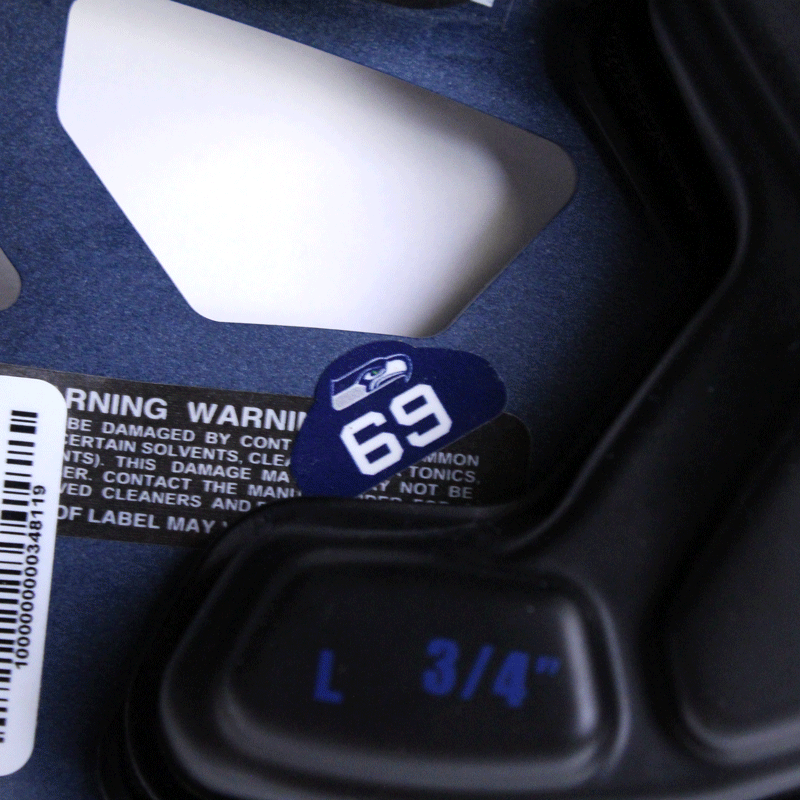 RNING WARNI
BE DAMAGED BY CONT
CERTAIN SOLVENTS, CLEA MMON
NTS). THIS DAMAGE MA TONICS.
ER. CONTACT THE MANU Y NOT BE
VED CLEANERS AND
OF LABEL MAY
69
1000000000348119
L 3/4"